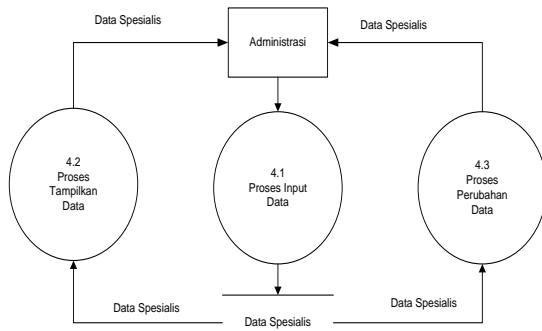 Data Spesialis
Administrasi
Data Spesialis
4.2
Proses
Tampilkan
Data
4.1
Proses Input
Data
4.3
Proses
Perubahan
Data
Data Spesialis
Data Spesialis
Data Spesialis